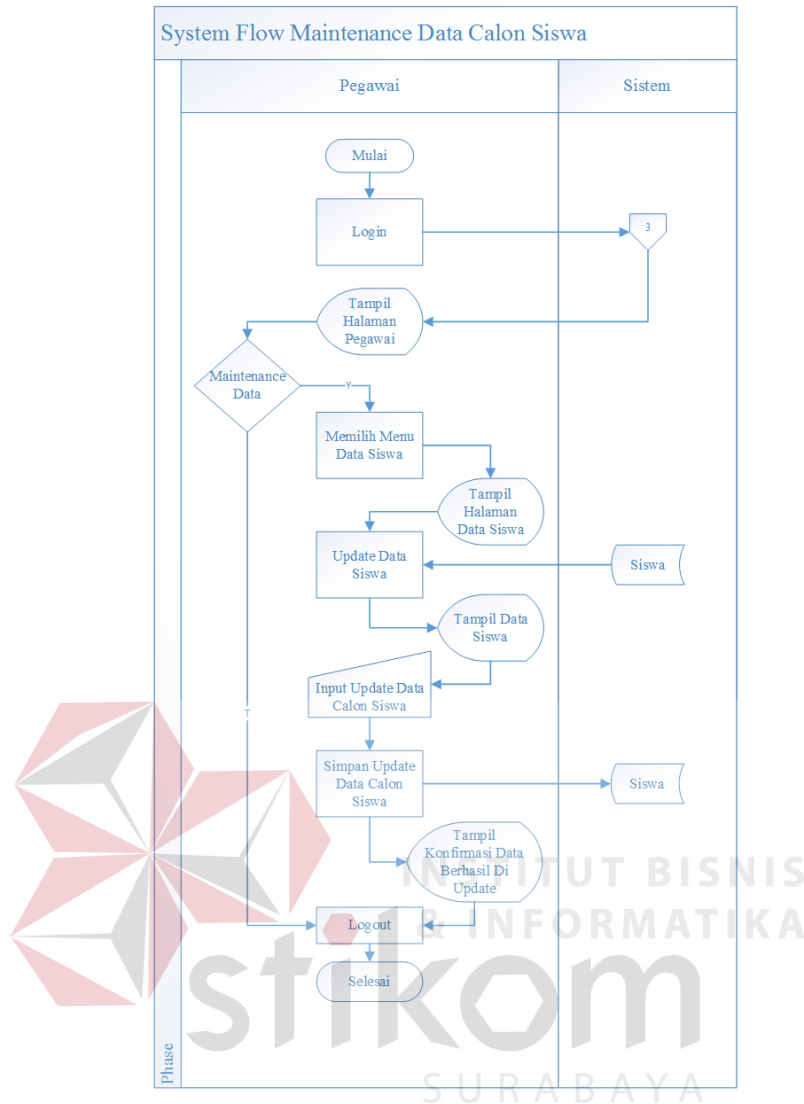 System Flow Maintenance Data Calon Siswa
Pegawai
Sistem
Mulai
Login
3
Tampil
Halaman
Pegawai
Maintenance
Data
Y
Memilih Menu
Data Siswa
Tampil
Halaman
Data Siswa
Update Data
Siswa
Siswa
Tampil Data
Siswa
Input Update Data
Calon Siswa
T
Simpan Update
Data Calon
Siswa
Siswa
Tampil
Konfirmasi Data
Berhasil Di
Update
Logout
Selesai
Phase
INSTITUT BISNIS
& INFORMATIKA
stikom
SURABAYA